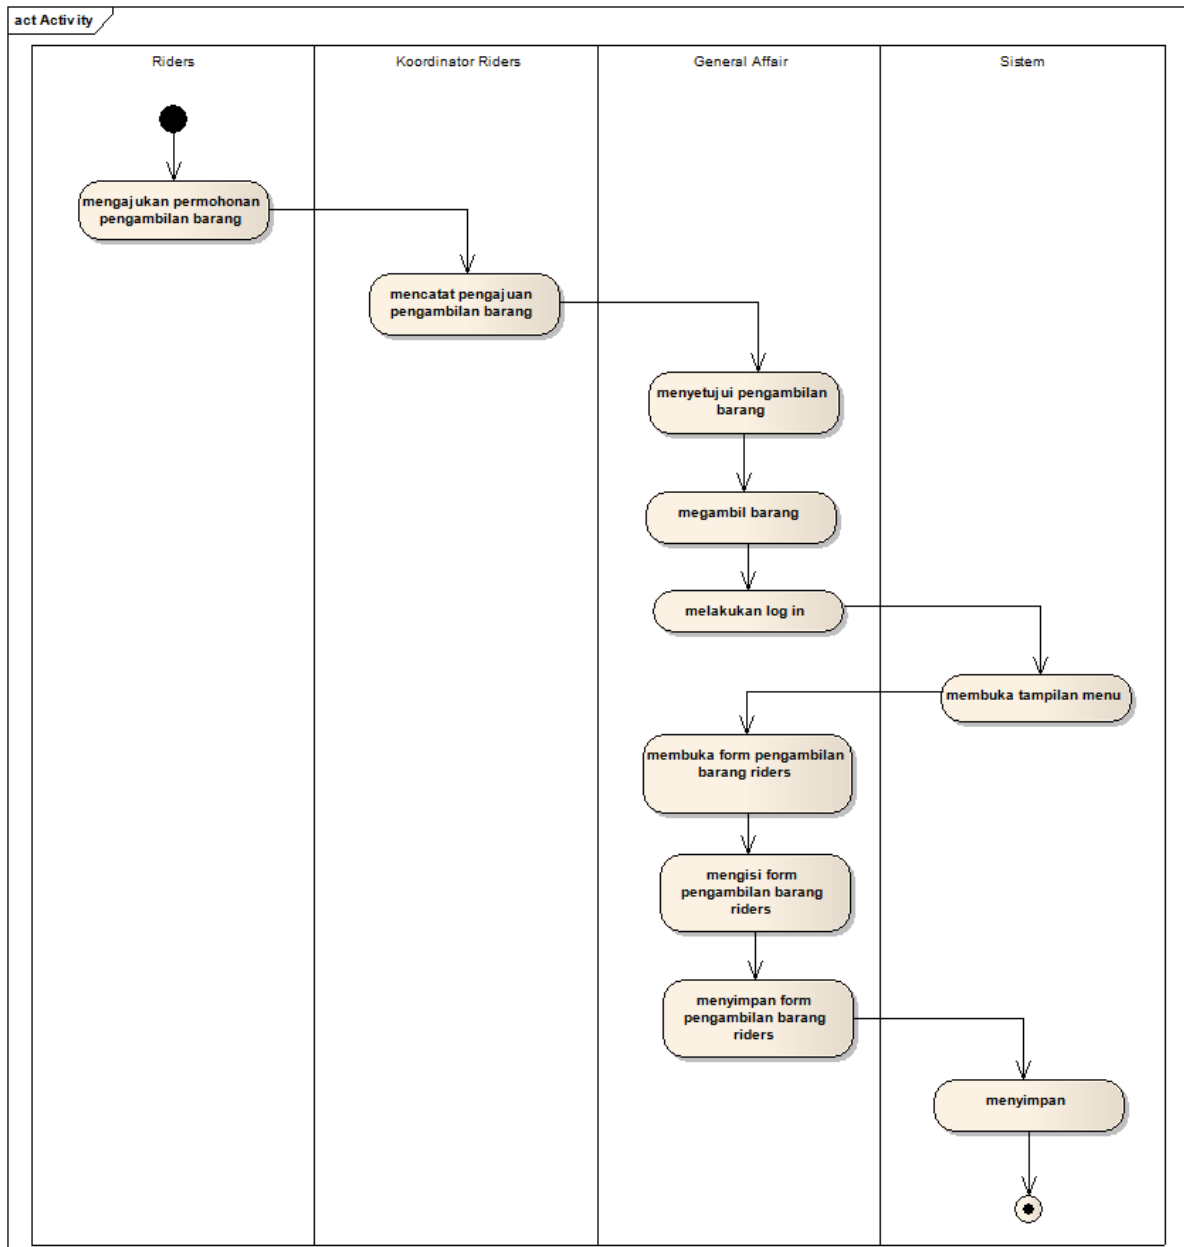 act Activity
Riders
Koordinator Riders
General Affair
Sistem
mengajukan permohonan
pengambilan barang
mencatat pengajuan
pengambilan barang
menyetujui pengambilan
barang
megambil barang
melakukan log in
membuka tampilan menu
membuka form pengambilan
barang riders
mengisi form
pengambilan barang
riders
menyimpan form
pengambilan barang
riders
menyimpan